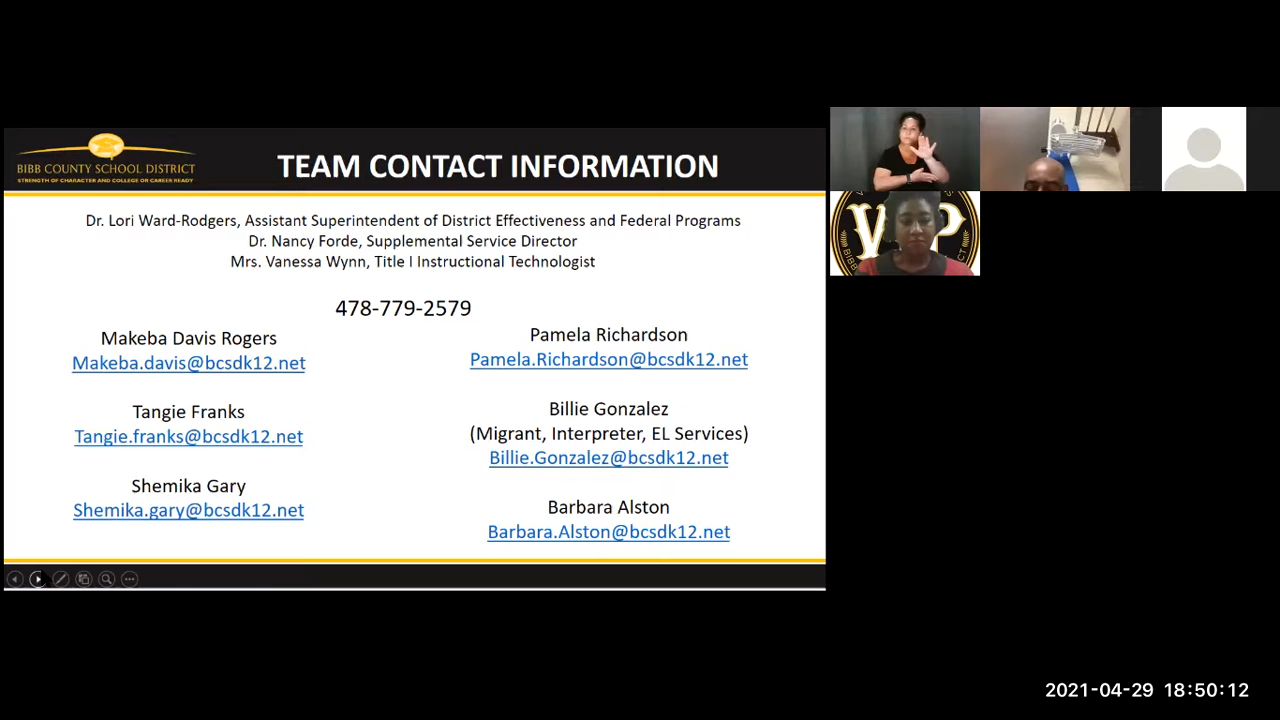 BIBB COUNTY SCHOOL DISTRICT
STRENGTH OF CHARACTER AND COLLEGE OR CAREER READY
TEAM CONTACT INFORMATION
Dr. Lori Ward-Rodgers, Assistant Superintendent of District Effectiveness and Federal Programs
Dr. Nancy Forde, Supplemental Service Director
Mrs. Vanessa Wynn, Title I Instructional Technologist
478-779-2579
Makeba Davis Rogers
Makeba.davis@bcsdk12.net
Tangie Franks
Tangie.franks@bcsdk12.net
Shemika Gary
Shemika.gary@bcsdk12.net
Pamela Richardson
Pamela.Richardson@bcsdk12.net
Billie Gonzalez
(Migrant, Interpreter, EL Services)
Billie.Gonzalez@bcsdk12.net
Barbara Alston
Barbara.Alston@bcsdk12.net
2021-04-29 18:50:12